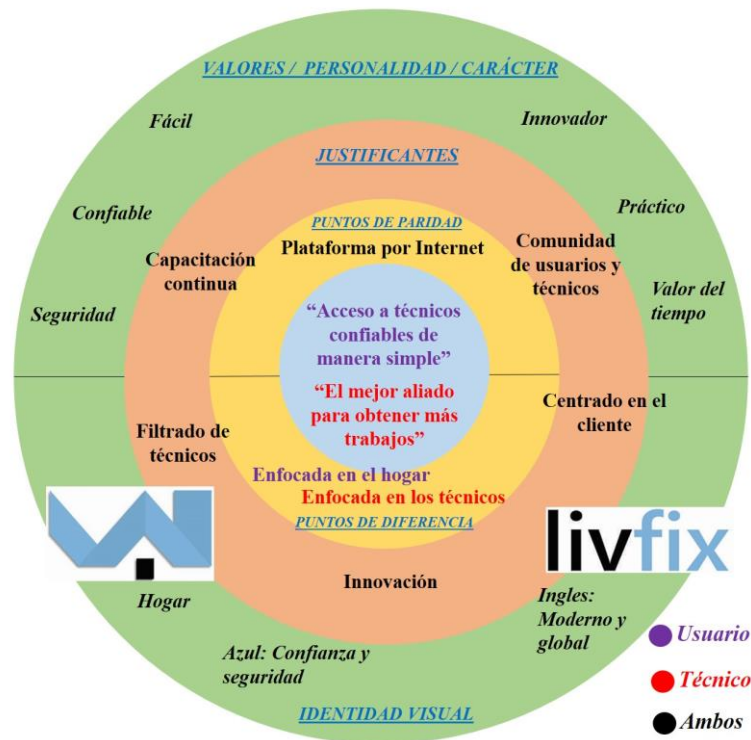 VALORES / PERSONALIDAD / CARÁCTER
Fácil
Innovador
JUSTIFICANTES
Confiable
Práctico
PUNTOS DE PARIDAD
Plataforma por Internet
Capacitación
continua
Comunidad
de usuarios y
técnicos
Seguridad
Valor del
tiempo
“Acceso a técnicos
confiables de
manera simple”
“El mejor aliado
para obtener más
trabajos”
Filtrado de
técnicos
Centrado en el
cliente
Enfocada en el hogar
Enfocada en los técnicos
PUNTOS DE DIFERENCIA
livfix
Innovación
Hogar
Ingles:
Moderno y
global
Azul: Confianza y
seguridad
IDENTIDAD VISUAL
Usuario
Técnico
Ambos